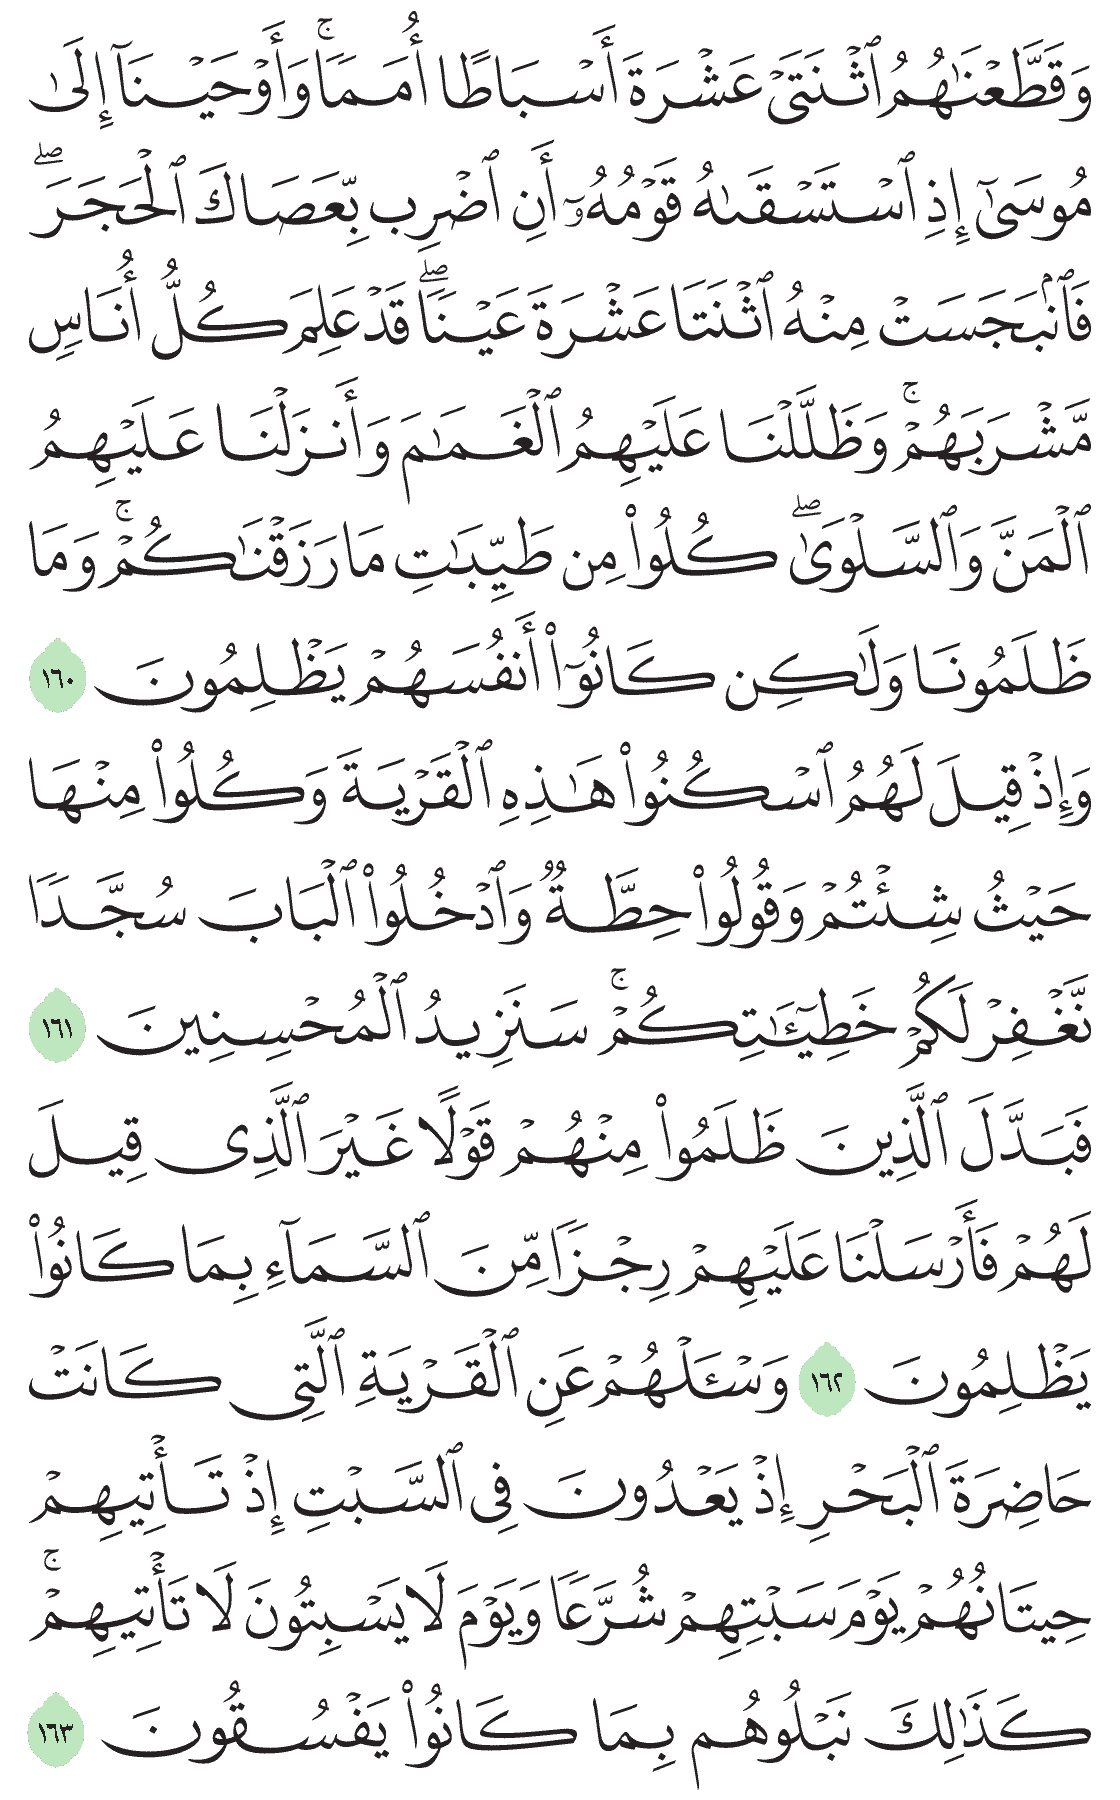 وَقَطَّعْنَٰهُمُ ٱثْنَتَىْ عَشْرَةَ أَسْبَاطًا أُمَمًا ۚ وَأَوْحَيْنَآ إِلَىٰ
مُوسَىٰٓ إِذِ ٱسْتَسْقَىٰهُ قَوْمُهُۥٓ أَنِ ٱضْرِب بِّعَصَاكَ ٱلْحَجَرَ ۖ
فَٱنۢبَجَسَتْ مِنْهُ ٱثْنَتَا عَشْرَةَ عَيْنًا ۖ قَدْ عَلِمَ كُلُّ أُنَاسٍ
مَّشْرَبَهُمْ ۚ وَظَلَّلْنَا عَلَيْهِمُ ٱلْغَمَٰمَ وَأَنزَلْنَا عَلَيْهِمُ
ٱلْمَنَّ وَٱلسَّلْوَىٰ ۖ كُلُوا۟ مِن طَيِّبَٰتِ مَا رَزَقْنَٰكُمْ ۚ وَمَا
ظَلَمُونَا وَلَٰكِن كَانُوٓا۟ أَنفُسَهُمْ يَظْلِمُونَ ١٦٠
وَإِذْ قِيلَ لَهُمُ ٱسْكُنُوا۟ هَٰذِهِ ٱلْقَرْيَةَ وَكُلُوا۟ مِنْهَا
حَيْثُ شِئْتُمْ وَقُولُوا۟ حِطَّةٌ وَٱدْخُلُوا۟ ٱلْبَابَ سُجَّدًا
نَّغْفِرْ لَكُمْ خَطِيٓـَٰٔتِكُمْ ۚ سَنَزِيدُ ٱلْمُحْسِنِينَ ١٦١
فَبَدَّلَ ٱلَّذِينَ ظَلَمُوا۟ مِنْهُمْ قَوْلًا غَيْرَ ٱلَّذِى قِيلَ
لَهُمْ فَأَرْسَلْنَا عَلَيْهِمْ رِجْزًا مِّنَ ٱلسَّمَآءِ بِمَا كَانُوا۟
يَظْلِمُونَ ١٦٢ وَسْـَٔلْهُمْ عَنِ ٱلْقَرْيَةِ ٱلَّتِى كَانَتْ
حَاضِرَةَ ٱلْبَحْرِ إِذْ يَعْدُونَ فِى ٱلسَّبْتِ إِذْ تَأْتِيهِمْ
حِيتَانُهُمْ يَوْمَ سَبْتِهِمْ شُرَّعًا وَيَوْمَ لَا يَسْبِتُونَ لَا تَأْتِيهِمْ ۚ
كَذَٰلِكَ نَبْلُوهُم بِمَا كَانُوا۟ يَفْسُقُونَ ١٦٣